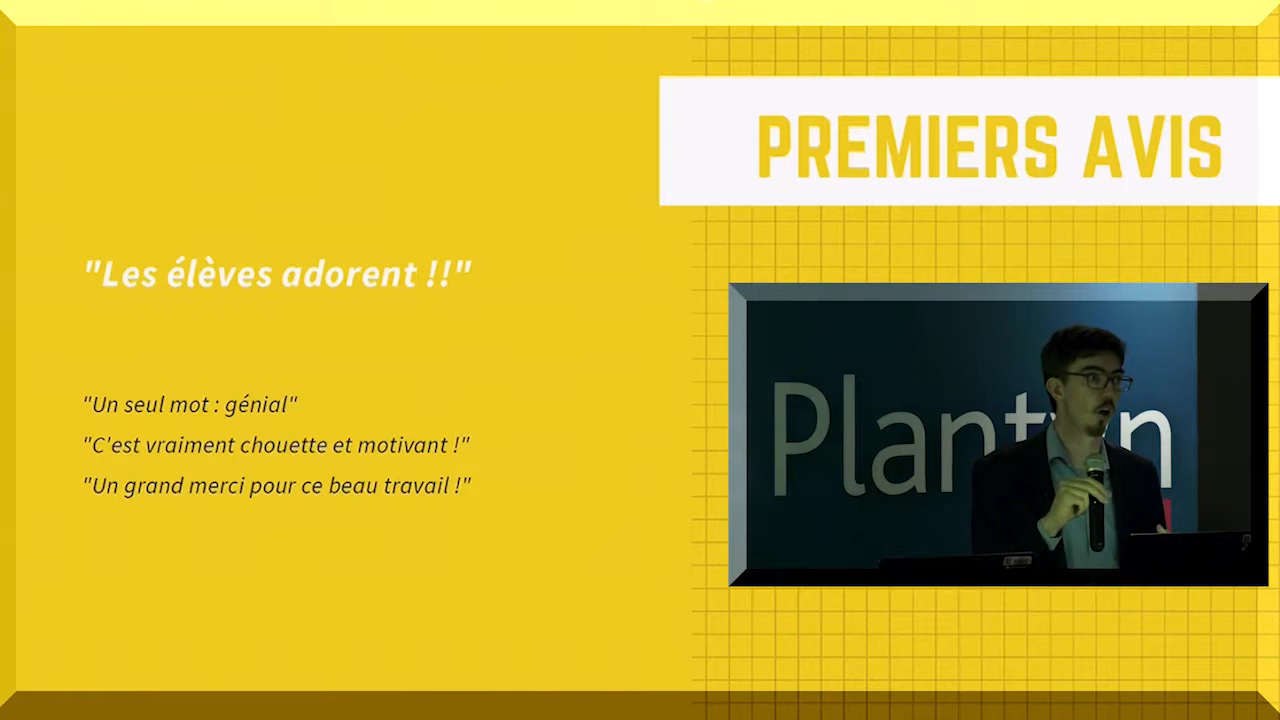 PREMIERS AVIS
"Les élèves adorent !!"
"Un seul mot : génial"
"C'est vraiment chouette et motivant !"
"Un grand merci pour ce beau travail !"